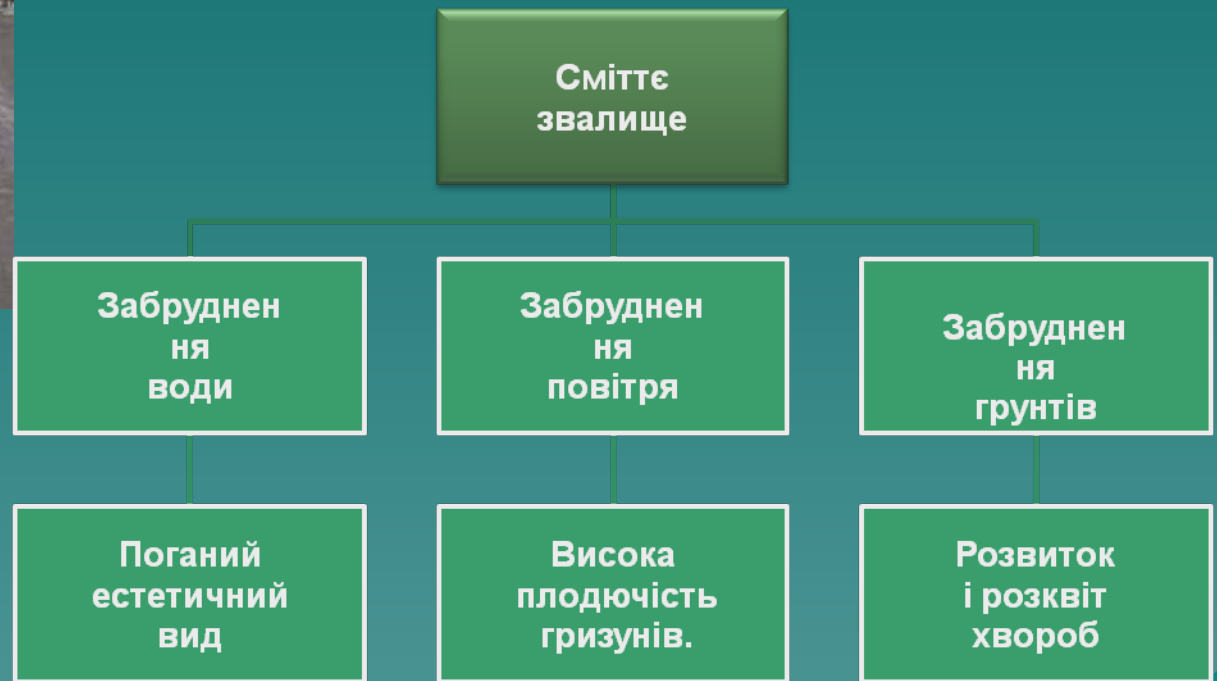 Сміттє
звалище
Забруднен
ня
води
Забруднен
ня
повітря
Забруднен
ня
грунтів
Поганий
естетичний
вид
Висока
плодючість
гризунів.
Розвиток
і розквіт
хвороб